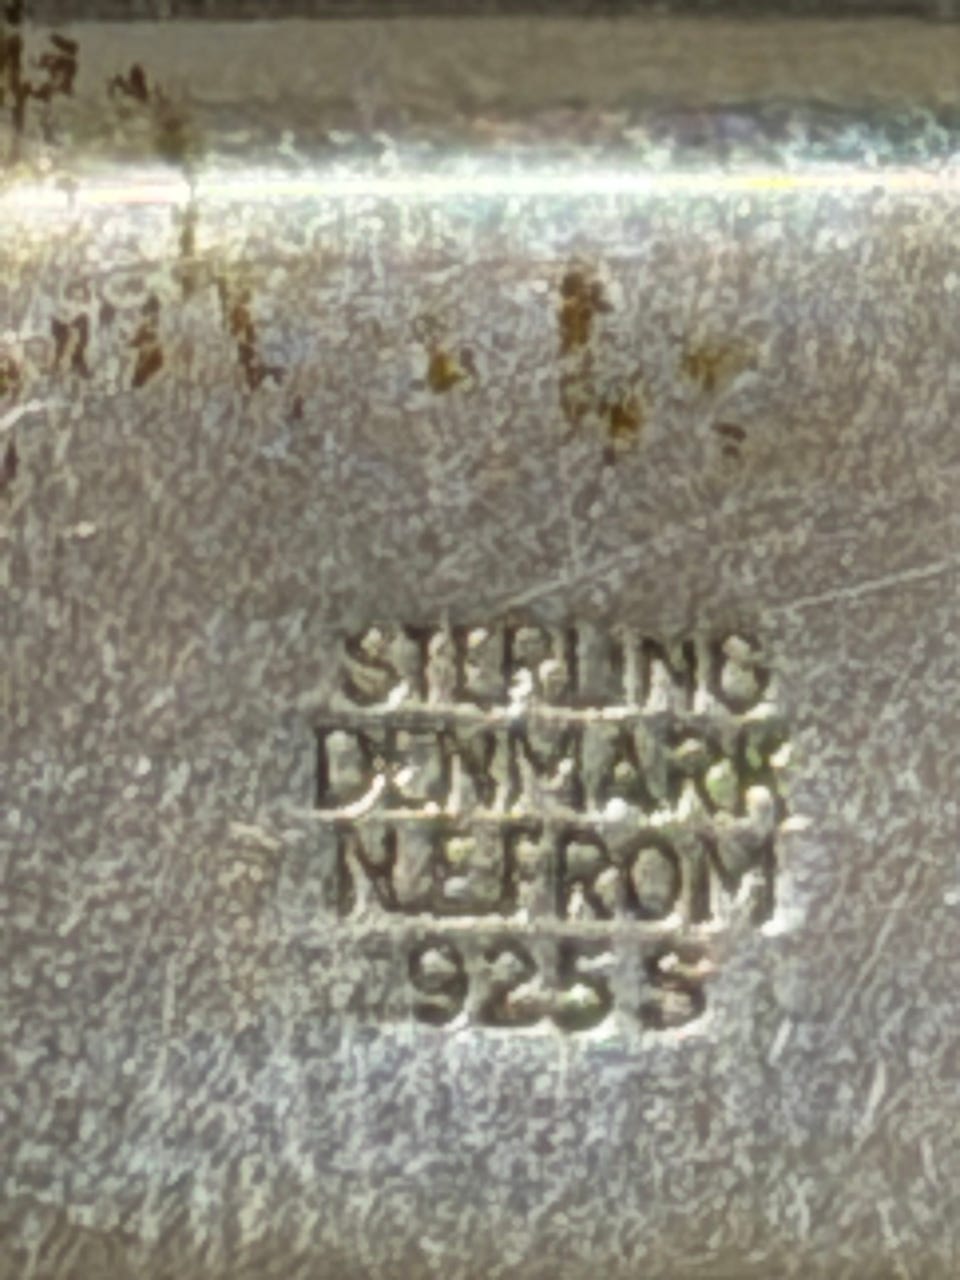 STERLING
DENMARK
N.E FROM
925 S